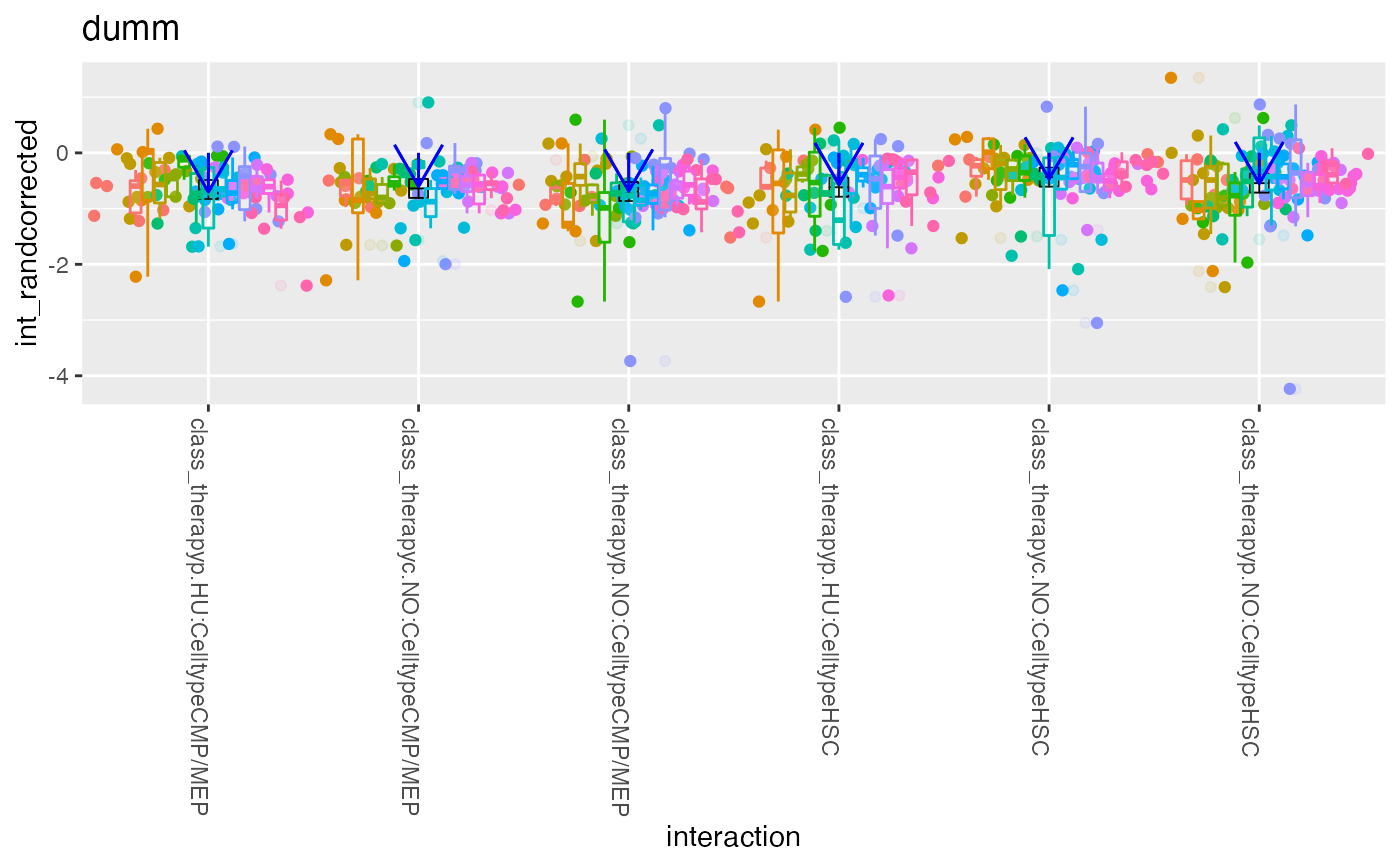 dumm
int_randcorrected
0
-2
-4
class_therapyp.HU:CelltypeCMP/MEP
class_therapyc.NO:CelltypeCMP/MEP
class_therapyp.NO:CelltypeCMP/MEP
class_therapyp.HU:CelltypeHSC
class_therapyc.NO:CelltypeHSC
class_therapyp.NO:CelltypeHSC
interaction